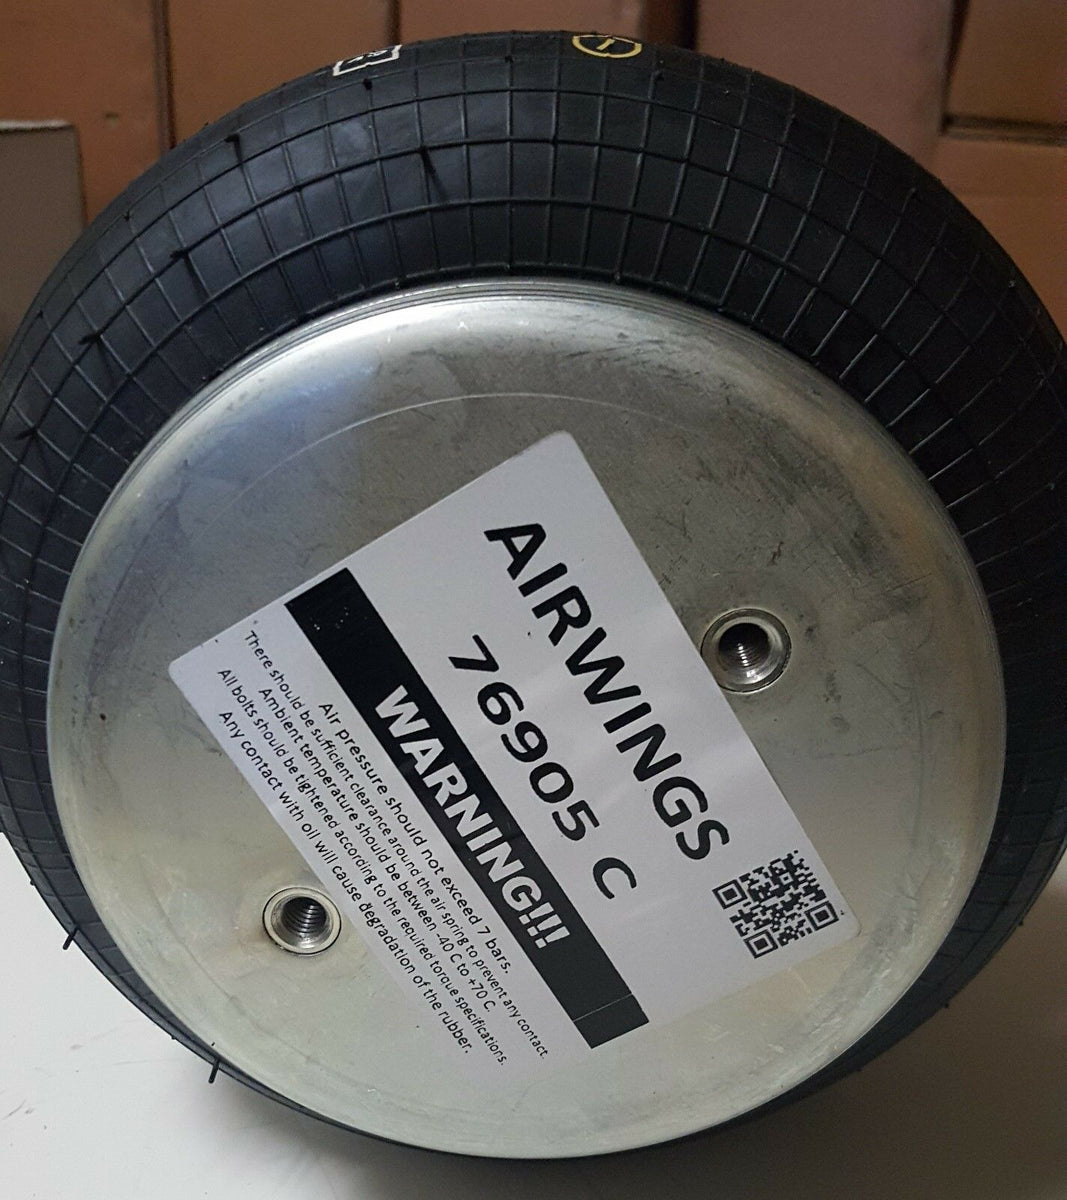 AIRWINGS
76905 C
WARNING!!!
Air pressure should not exceed 7 bars.
There should be sufficient clearance around the air spring to prevent any contact.
Ambient temperature should be between -40 C to +70 C.
All bolts should be tightened according to the required torque specifications.
Any contact with oil will cause degradation of the rubber.